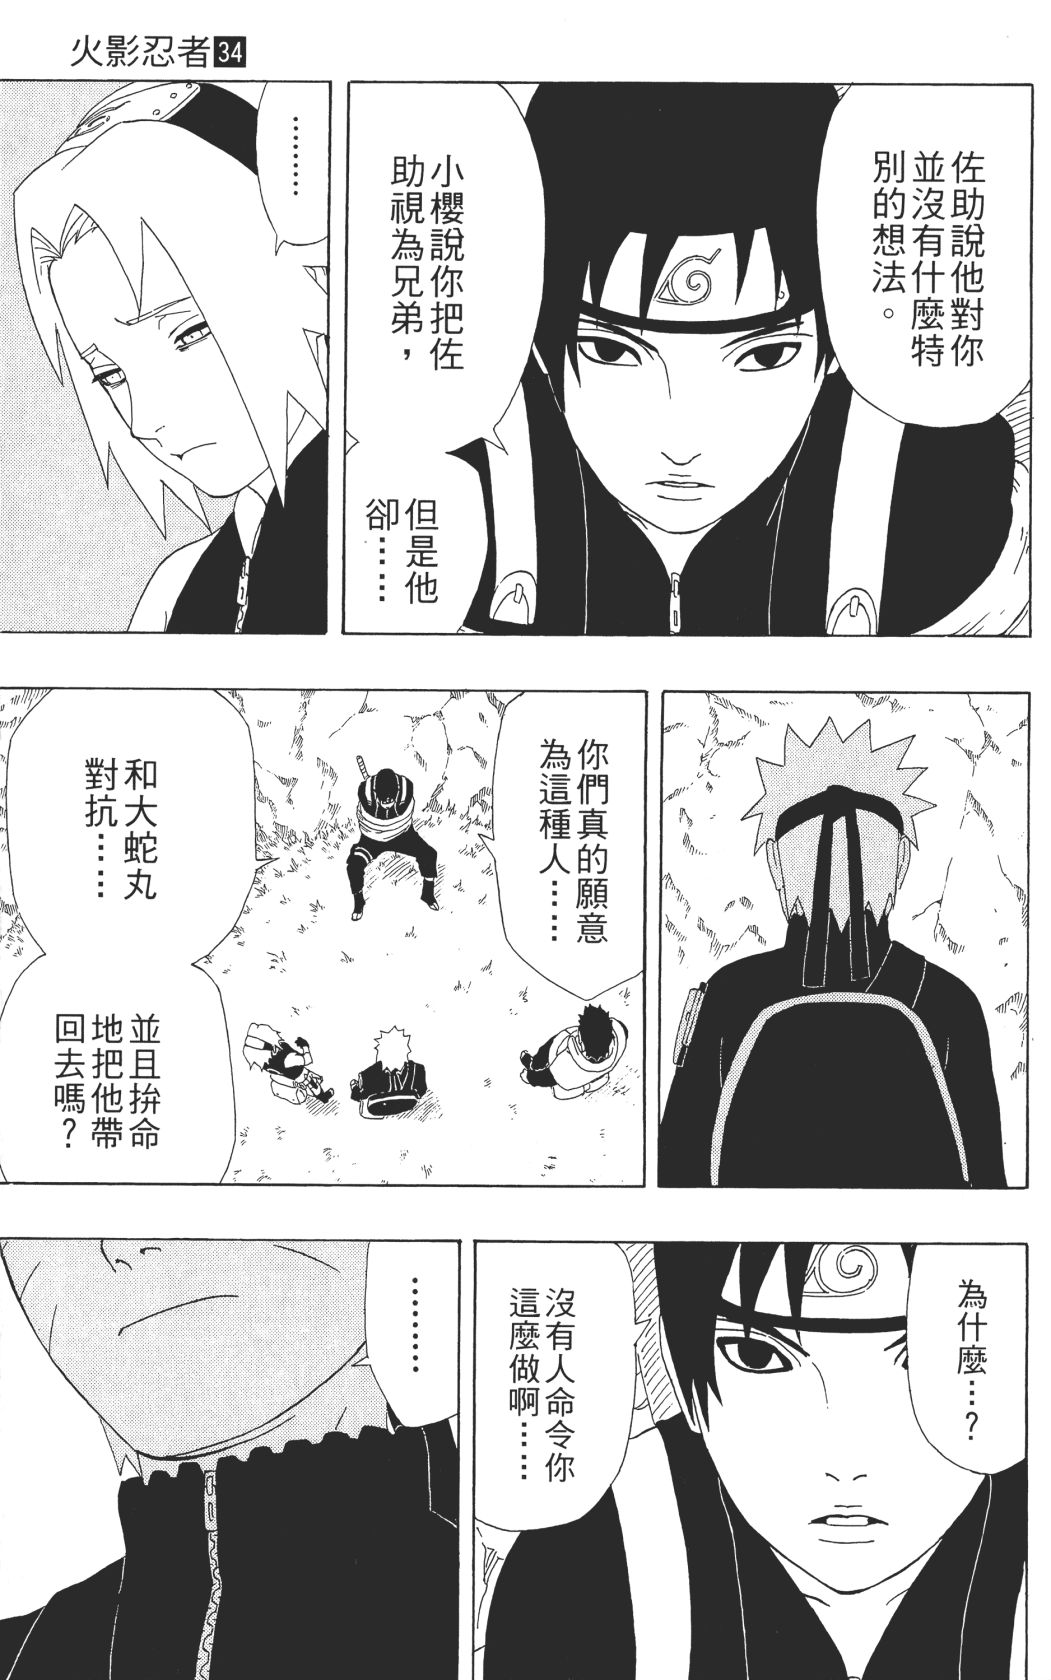 火影忍者34
佐助說他對你
並沒有什麼特
別的想法。
小櫻說你把佐
助視為兄弟，
但是他
卻……
………
你們真的願意
為這種人……
和大蛇丸
對抗……
並且拚命
地把他帶
回去嗎？
為什麼…？
沒有人命令你
這麼做啊……
………